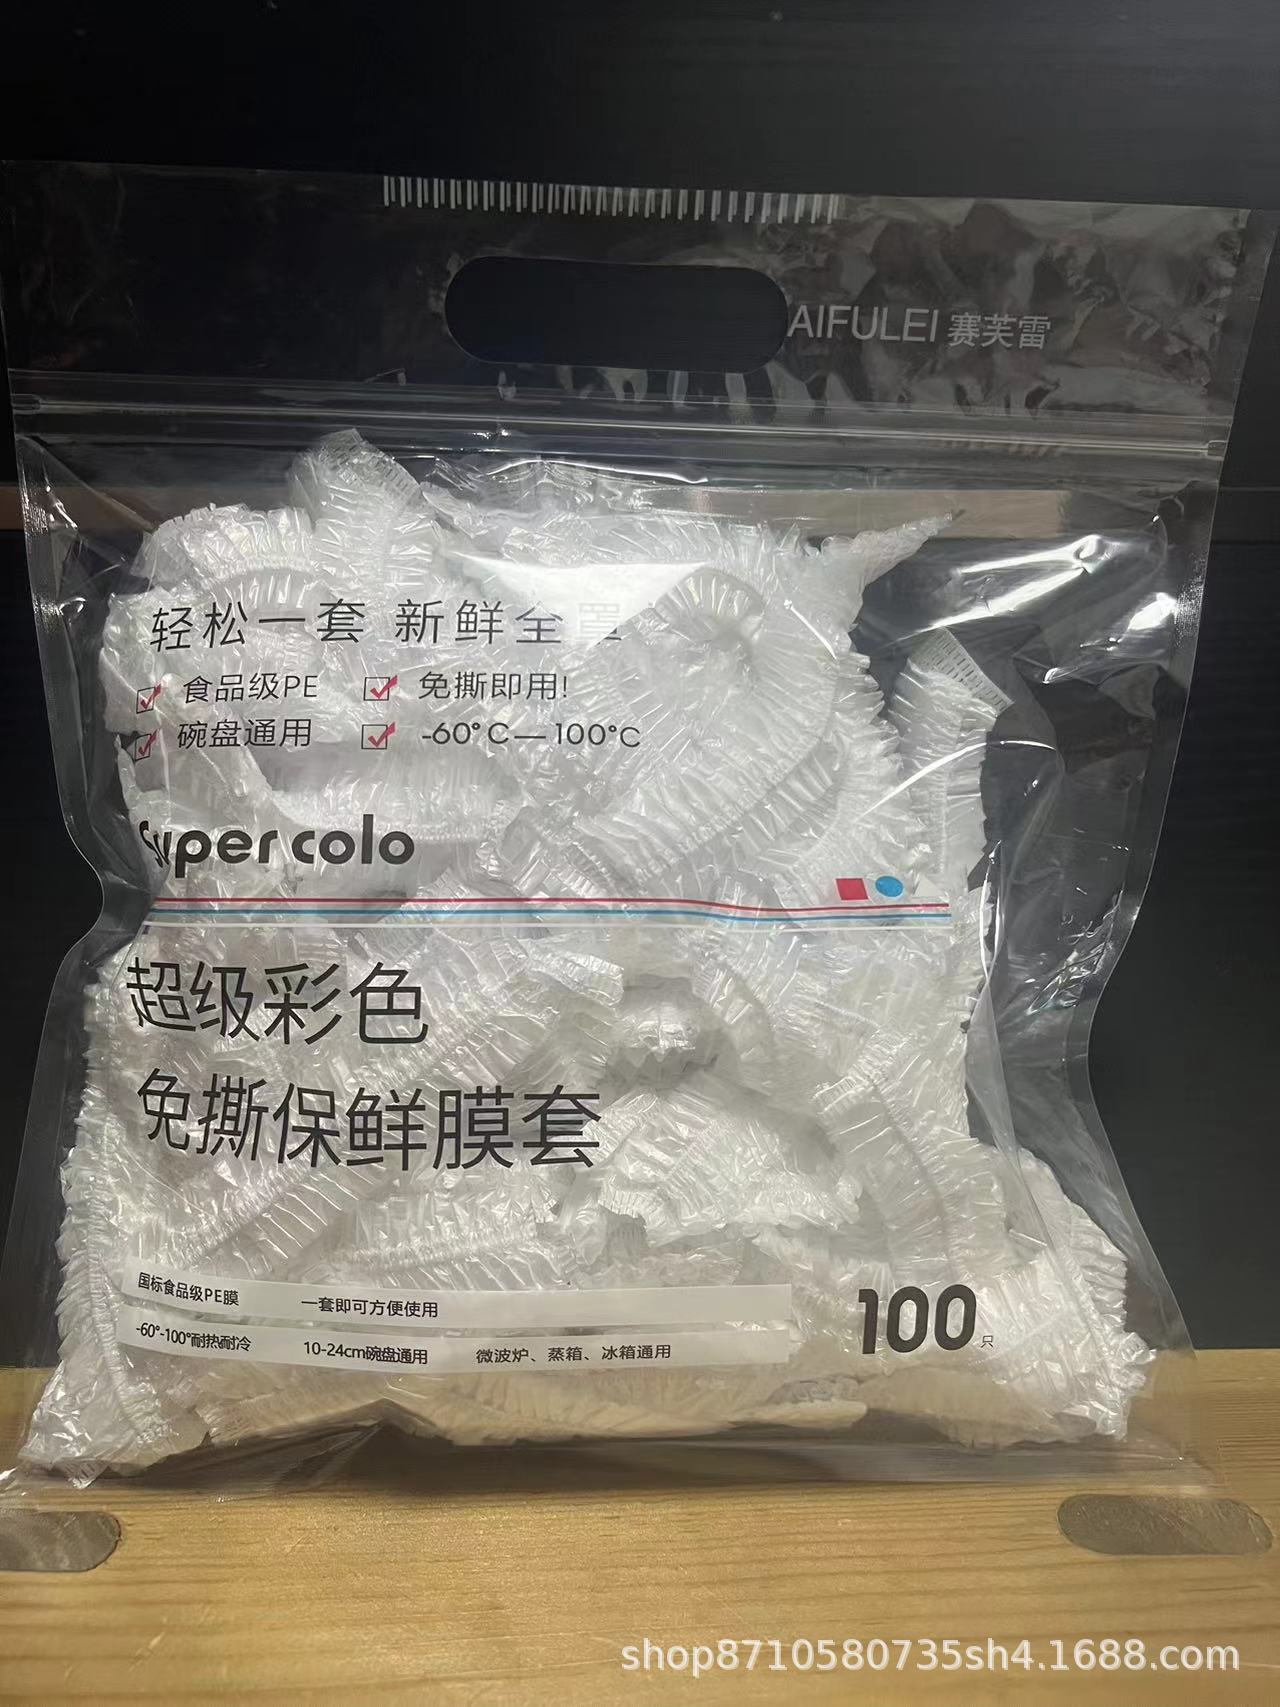 AIFULEI 赛芙雷
轻松一套 新鲜全罩
食品级PE 免撕即用!
碗盘通用 -60°C—100°C
Super colo
超级彩色
免撕保鲜膜套
国标食品级PE膜 一套即可方便使用
-60°-100°耐热耐冷 10-24cm碗盘通用 微波炉、蒸箱、冰箱通用
100只
shop8710580735sh4.1688.com